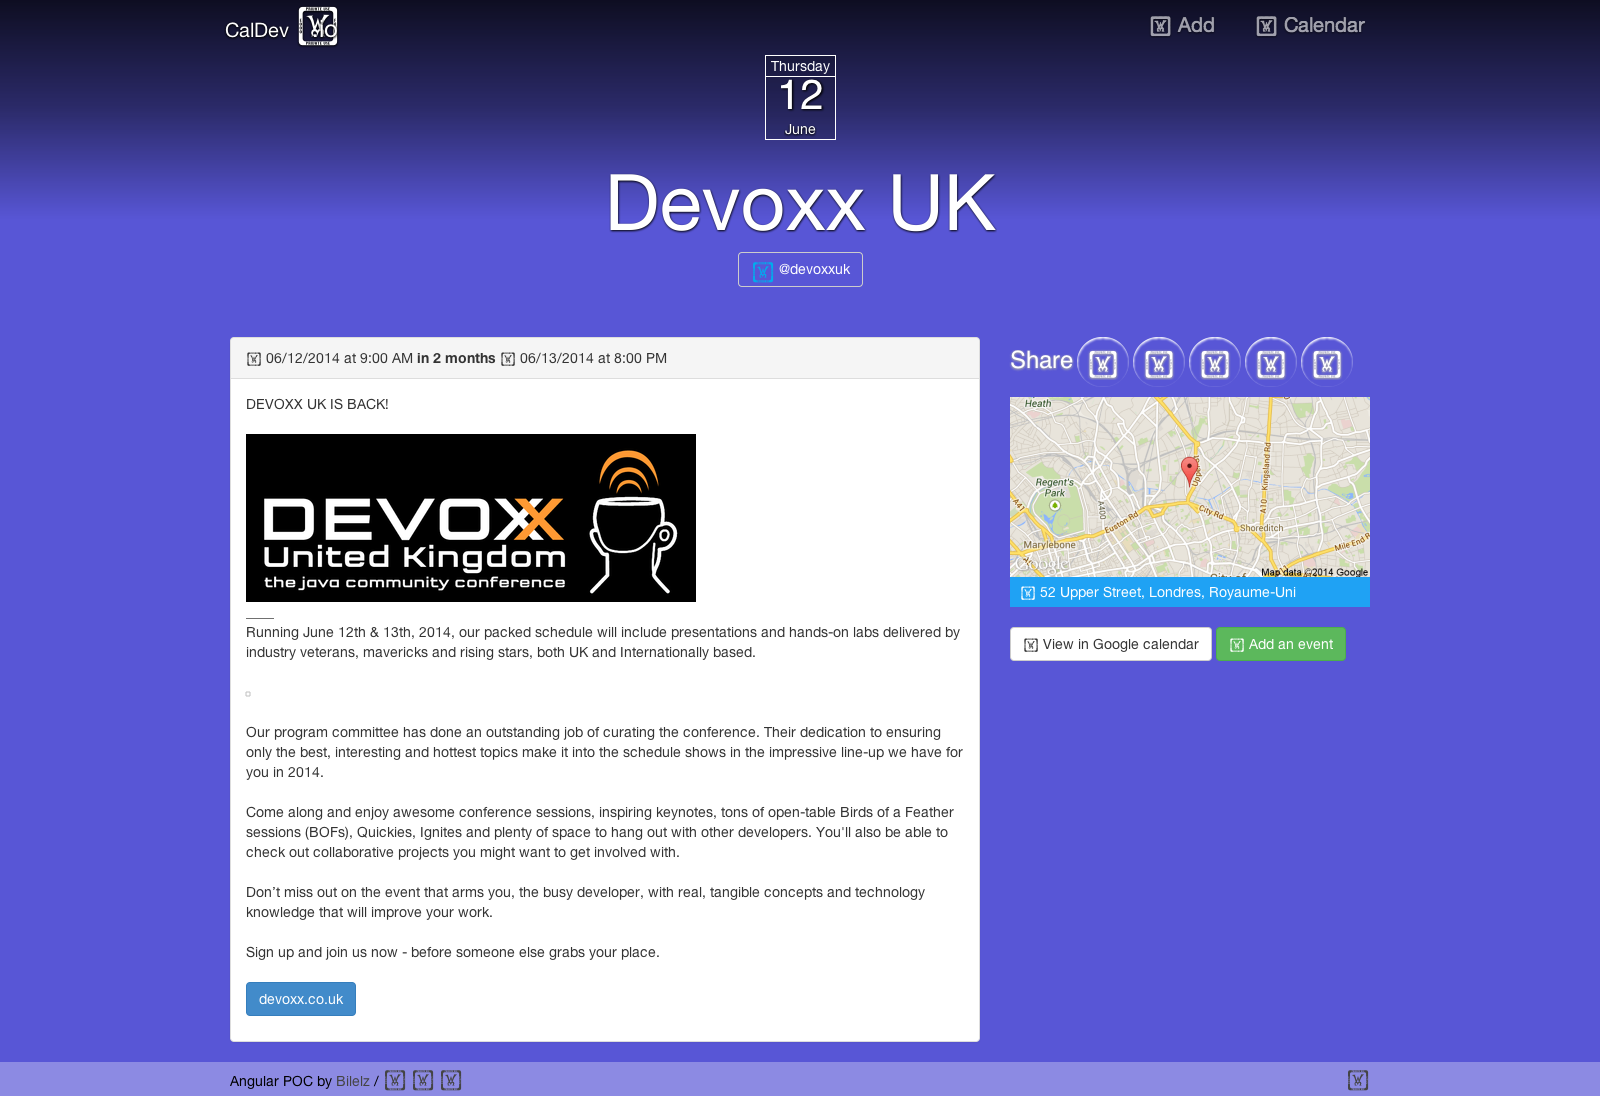 CalDev
Add
Calendar
Thursday
12
June
Devoxx UK
@devoxxuk
06/12/2014 at 9:00 AM in 2 months 06/13/2014 at 8:00 PM
DEVOXX UK IS BACK!
DEVOXX
United Kingdom
the java community conference
____
Running June 12th & 13th, 2014, our packed schedule will include presentations and hands-on labs delivered by
industry veterans, mavericks and rising stars, both UK and Internationally based.
Our program committee has done an outstanding job of curating the conference. Their dedication to ensuring
only the best, interesting and hottest topics make it into the schedule shows in the impressive line-up we have for
you in 2014.
Come along and enjoy awesome conference sessions, inspiring keynotes, tons of open-table Birds of a Feather
sessions (BOFs), Quickies, Ignites and plenty of space to hang out with other developers. You'll also be able to
check out collaborative projects you might want to get involved with.
Don’t miss out on the event that arms you, the busy developer, with real, tangible concepts and technology
knowledge that will improve your work.
Sign up and join us now - before someone else grabs your place.
devoxx.co.uk
Share
Heath
Regent's
Park
A41
A400
Upper
A10
Kingsland Rd
Euston Rd
City Rd
Shoreditch
Marylebone
Mile End R
Google
Map data ©2014 Google
52 Upper Street, Londres, Royaume-Uni
View in Google calendar
Add an event
Angular POC by Bilelz /